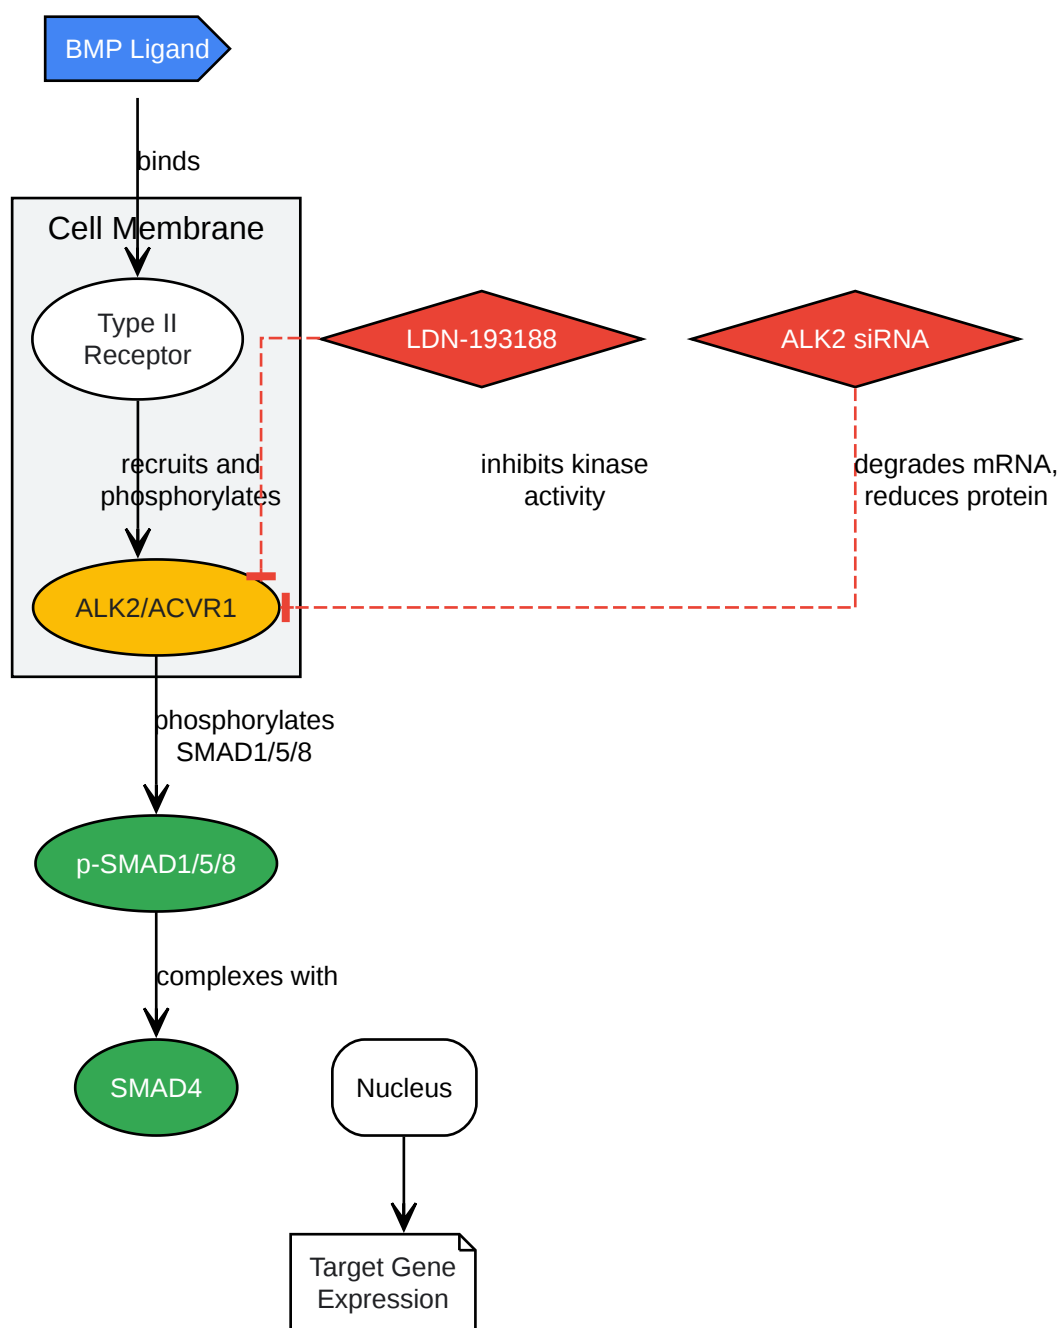 BMP Ligand
binds
Cell Membrane
Type II
Receptor
LDN-193188
ALK2 siRNA
recruits and
phosphorylates
inhibits kinase
activity
degrades mRNA,
reduces protein
ALK2/ACVR1
phosphorylates
SMAD1/5/8
p-SMAD1/5/8
complexes with
SMAD4
Nucleus
Target Gene
Expression